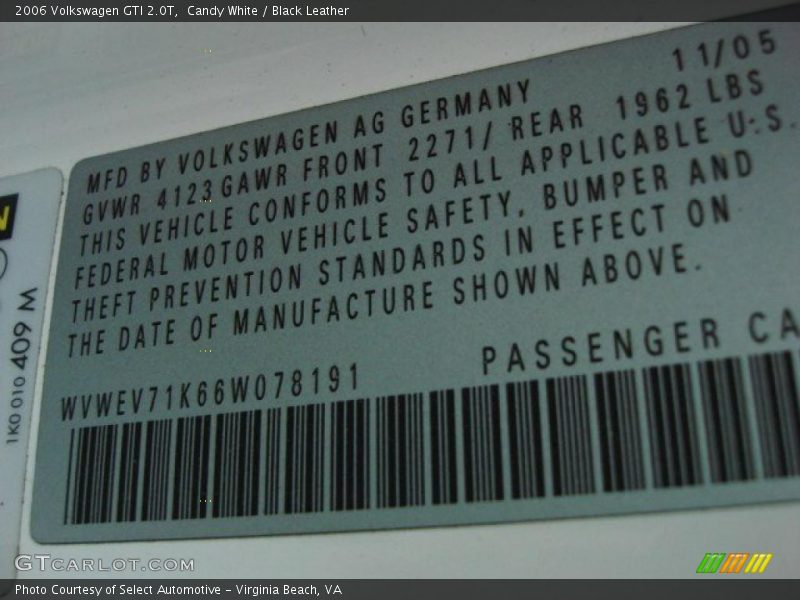 2006 Volkswagen GTI 2.0T,  Candy White / Black Leather
11/05
MFD BY VOLKSWAGEN AG GERMANY
GVWR 4123GAWR FRONT 2271/ REAR 1962 LBS
THIS VEHICLE CONFORMS TO ALL APPLICABLE U.S.
FEDERAL MOTOR VEHICLE SAFETY, BUMPER AND
THEFT PREVENTION STANDARDS IN EFFECT ON
THE DATE OF MANUFACTURE SHOWN ABOVE.
WVWEV71K66W078191 PASSENGER CA
N
1K0 010 409 M
GTCARLOT.COM
Photo Courtesy of Select Automotive – Virginia Beach, VA